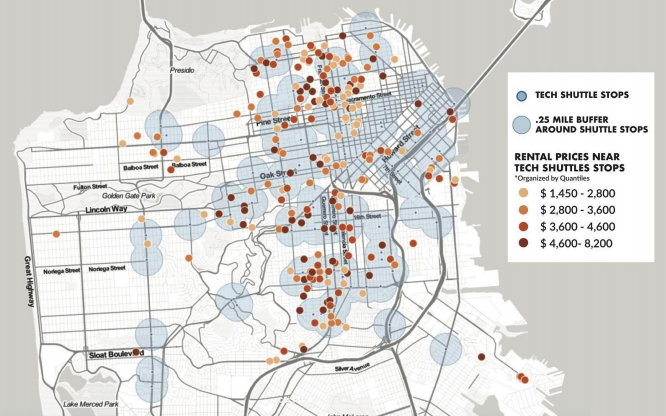 Presidio
Sacramento Street
Pine Street
Howard Street
Balboa Street
Balboa Street
Oak Street
Fulton Street
Golden Gate Park
Lincoln Way
16th Street
Great Highway
Noriega Street
Noriega Street
Sloat Boulevard
Silver Avenue
Lake Merced Park
TECH SHUTTLE STOPS
.25 MILE BUFFER
AROUND SHUTTLE STOPS
RENTAL PRICES NEAR
TECH SHUTTLES STOPS
*Organized by Quantiles
$ 1,450 - 2,800
$ 2,800 - 3,600
$ 3,600 - 4,600
$ 4,600- 8,200